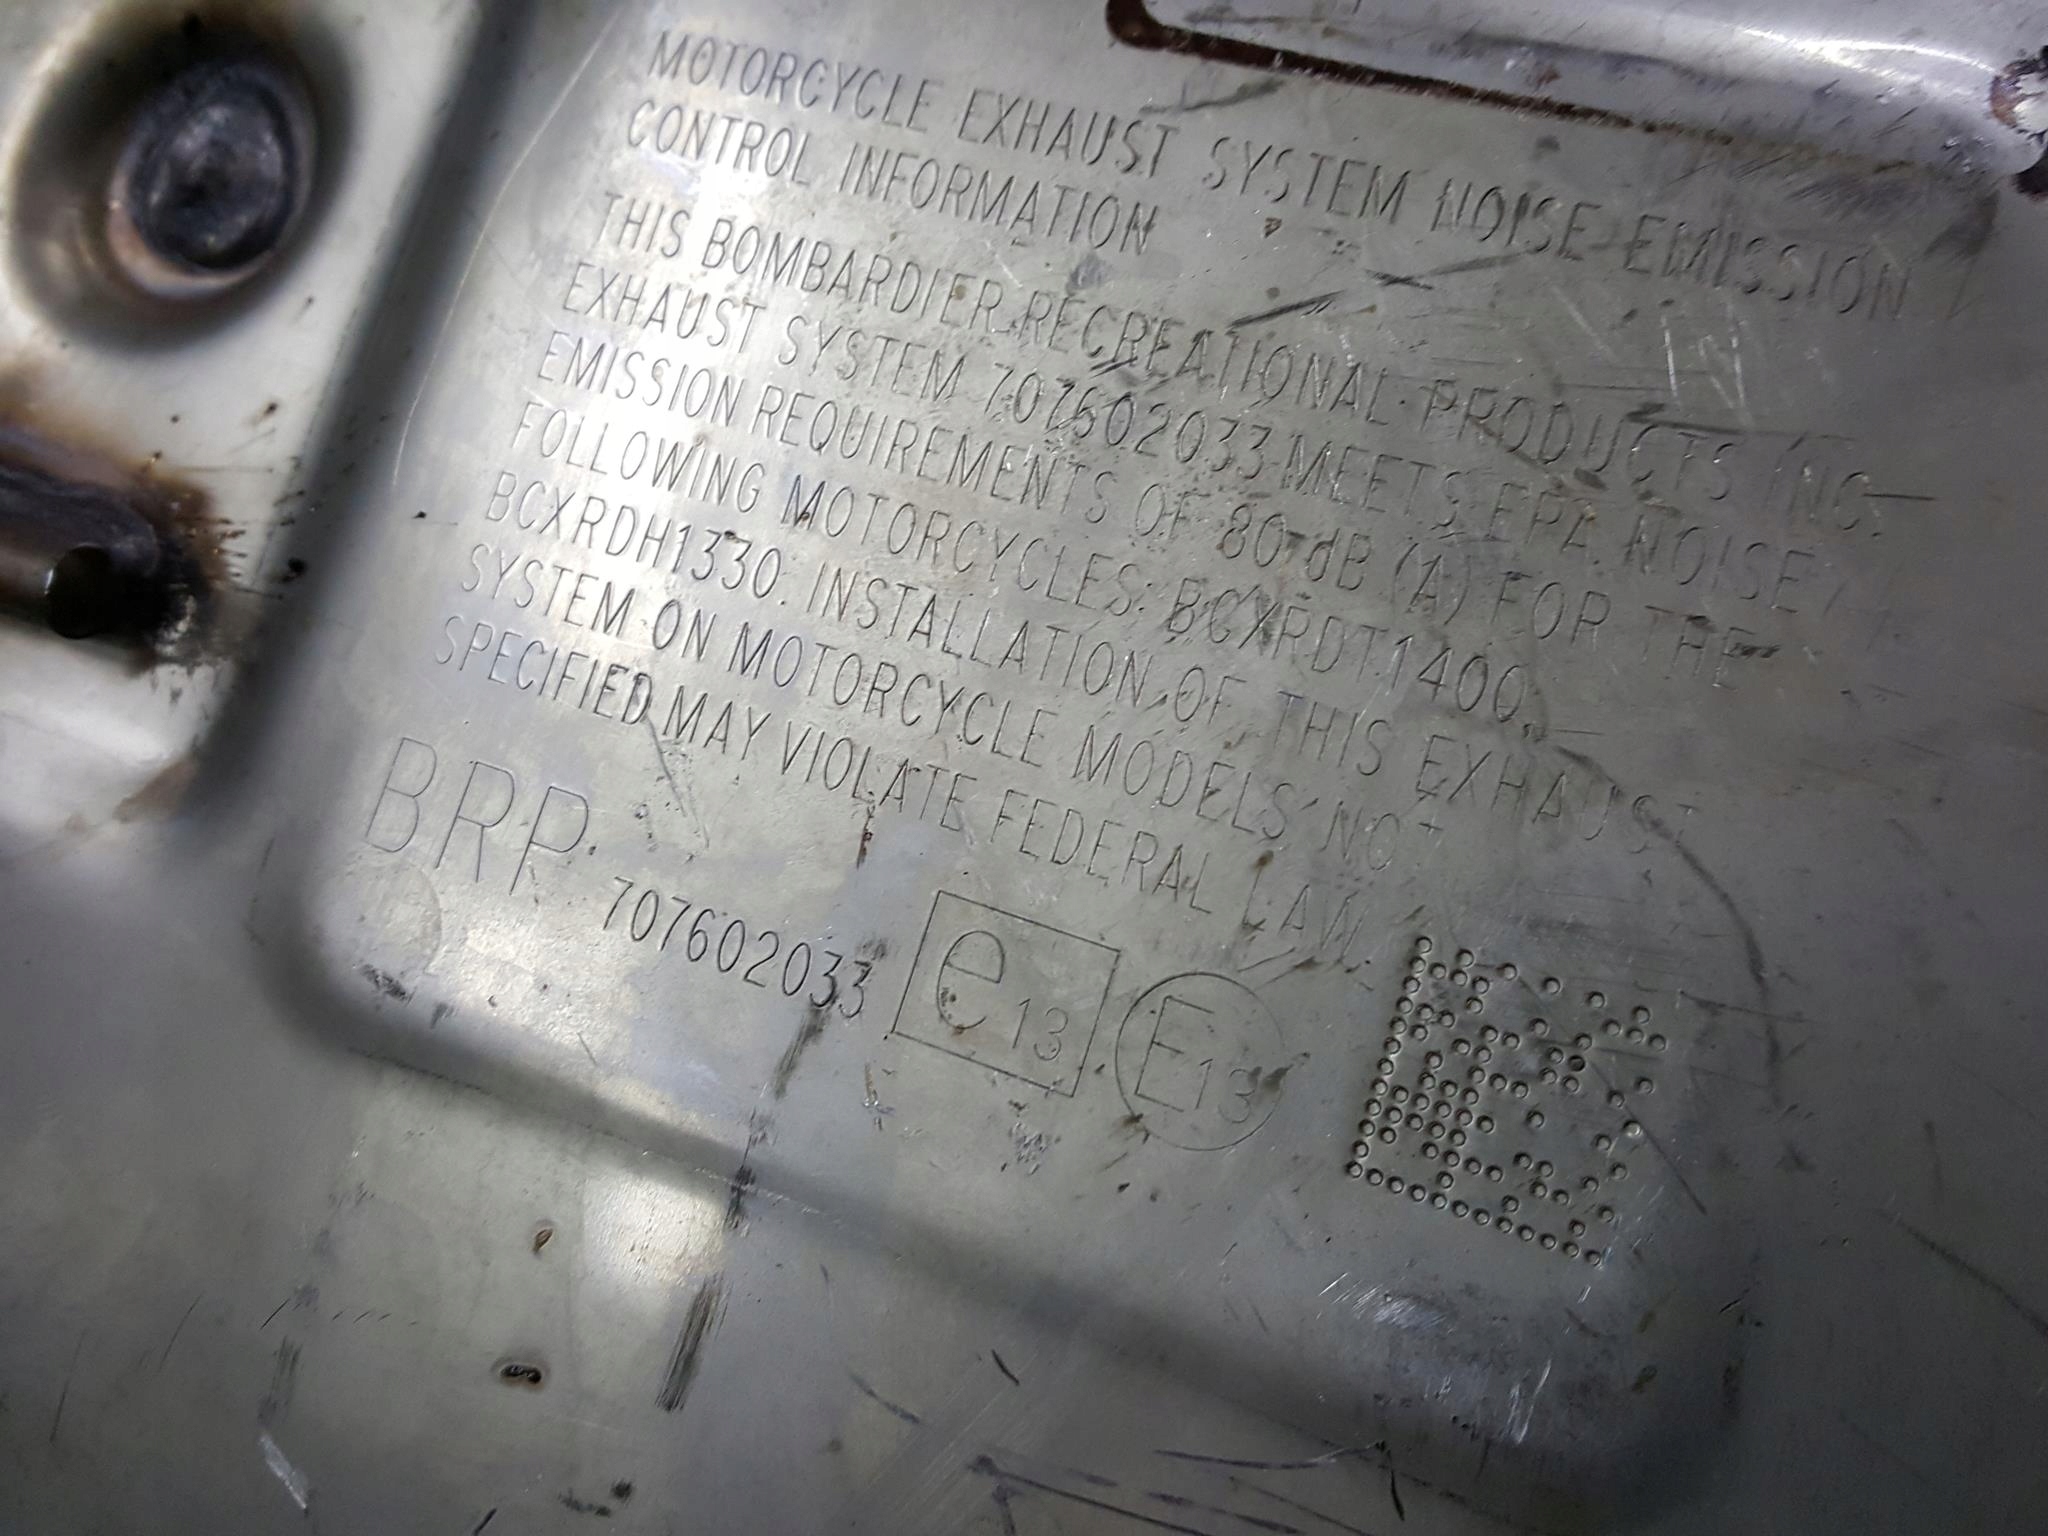 MOTORCYCLE EXHAUST SYSTEM NOISE EMISSION
CONTROL INFORMATION
THIS BOMBARDIER RECREATIONAL PRODUCTS INC.
EXHAUST SYSTEM 707602033 MEETS EPA NOISE
EMISSION REQUIREMENTS OF 80 dB (A) FOR THE
FOLLOWING MOTORCYCLES: BCXRDT1400,
BCXRDH1330. INSTALLATION OF THIS EXHAUST
SYSTEM ON MOTORCYCLE MODELS NOT
SPECIFIED MAY VIOLATE FEDERAL LAW.
BRP 707602033 e13 E13